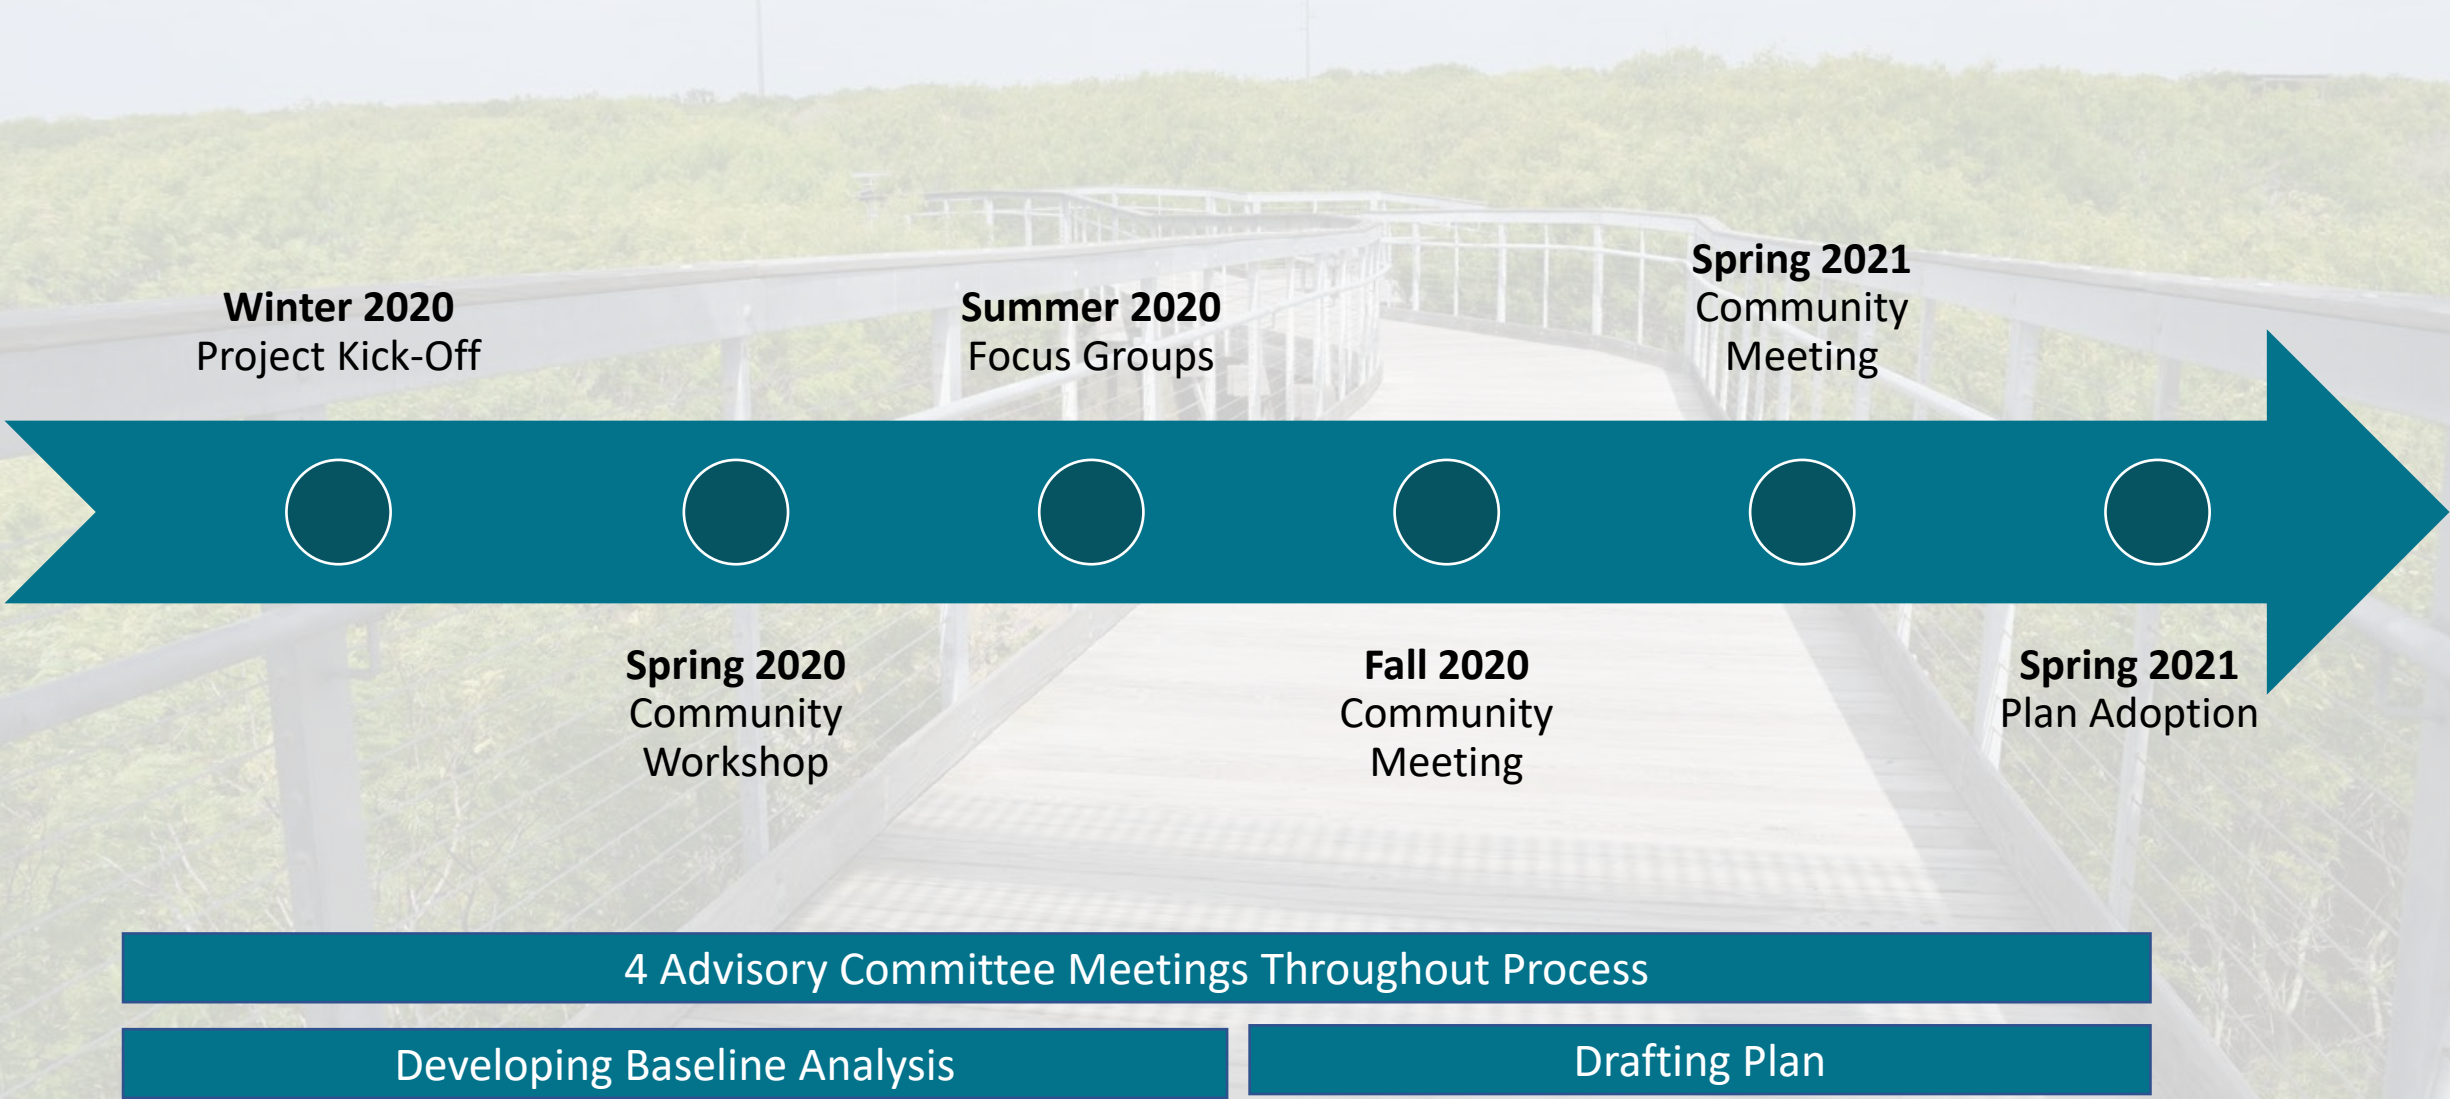 Winter 2020
Project Kick-Off
Spring 2020
Community
Workshop
Summer 2020
Focus Groups
Fall 2020
Community
Meeting
Spring 2021
Community
Meeting
Spring 2021
Plan Adoption
4 Advisory Committee Meetings Throughout Process
Developing Baseline Analysis
Drafting Plan